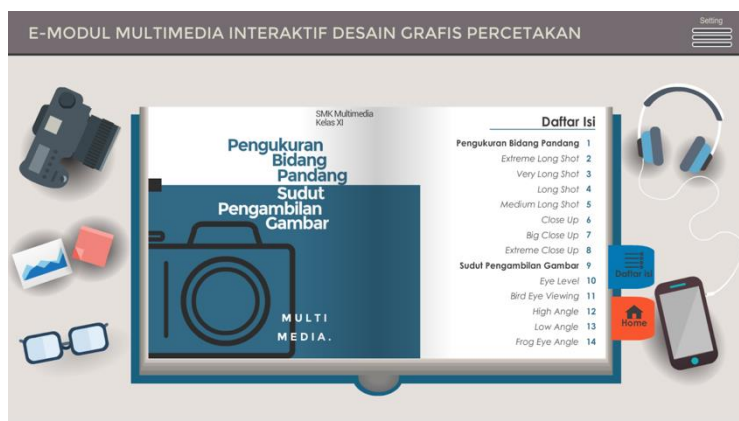 E-MODUL MULTIMEDIA INTERAKTIF DESAIN GRAFIS PERCETAKAN
Setting
SMK Multimedia
Kelas XI
Pengukuran
Bidang
Pandang
Sudut
Pengambilan
Gambar
MULTI
MEDIA.
Daftar Isi
Pengukuran Bidang Pandang 1
Extreme Long Shot 2
Very Long Shot 3
Long Shot 4
Medium Long Shot 5
Close Up 6
Big Close Up 7
Extreme Close Up 8
Sudut Pengambilan Gambar 9
Eye Level 10
Bird Eye Viewing 11
High Angle 12
Low Angle 13
Frog Eye Angle 14
Daftar Isi
Home